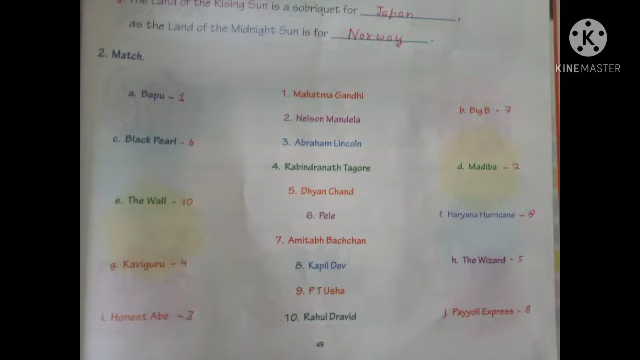 The Land of the Rising Sun is a sobriquet for Japan,
as the Land of the Midnight Sun is for Norway.
KINEMASTER
2. Match.
a. Bapu - 1
1. Mahatma Gandhi
b. Big B - 7
2. Nelson Mandela
c. Black Pearl - 6
3. Abraham Lincoln
4. Rabindranath Tagore
d. Madiba - 2
5. Dhyan Chand
e. The Wall - 10
6. Pele
f. Haryana Hurricane -
7. Amitabh Bachchan
g. Kaviguru - 4
8. Kapil Dev
h. The Wizard - 5
9. P T Usha
i. Honest Abe - 3
10. Rahul Dravid
j. Payyoli Express -
49